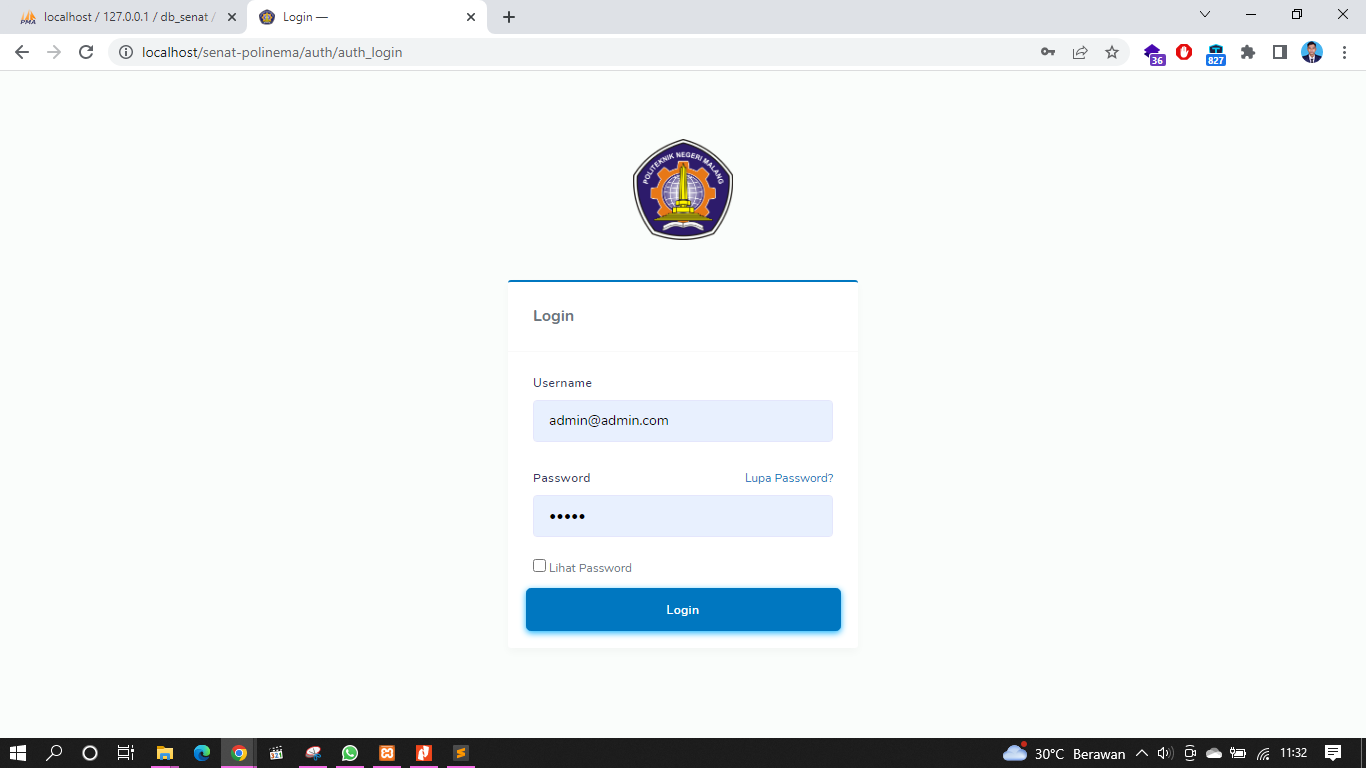 PMA localhost / 127.0.0.1 / db_senat /
Login —
localhost/senat-polinema/auth/auth_login
36
827
POLITEKNIK NEGERI MALANG
Login
Username
admin@admin.com
Password Lupa Password?
•••••
Lihat Password
Login
30°C Berawan 11:32